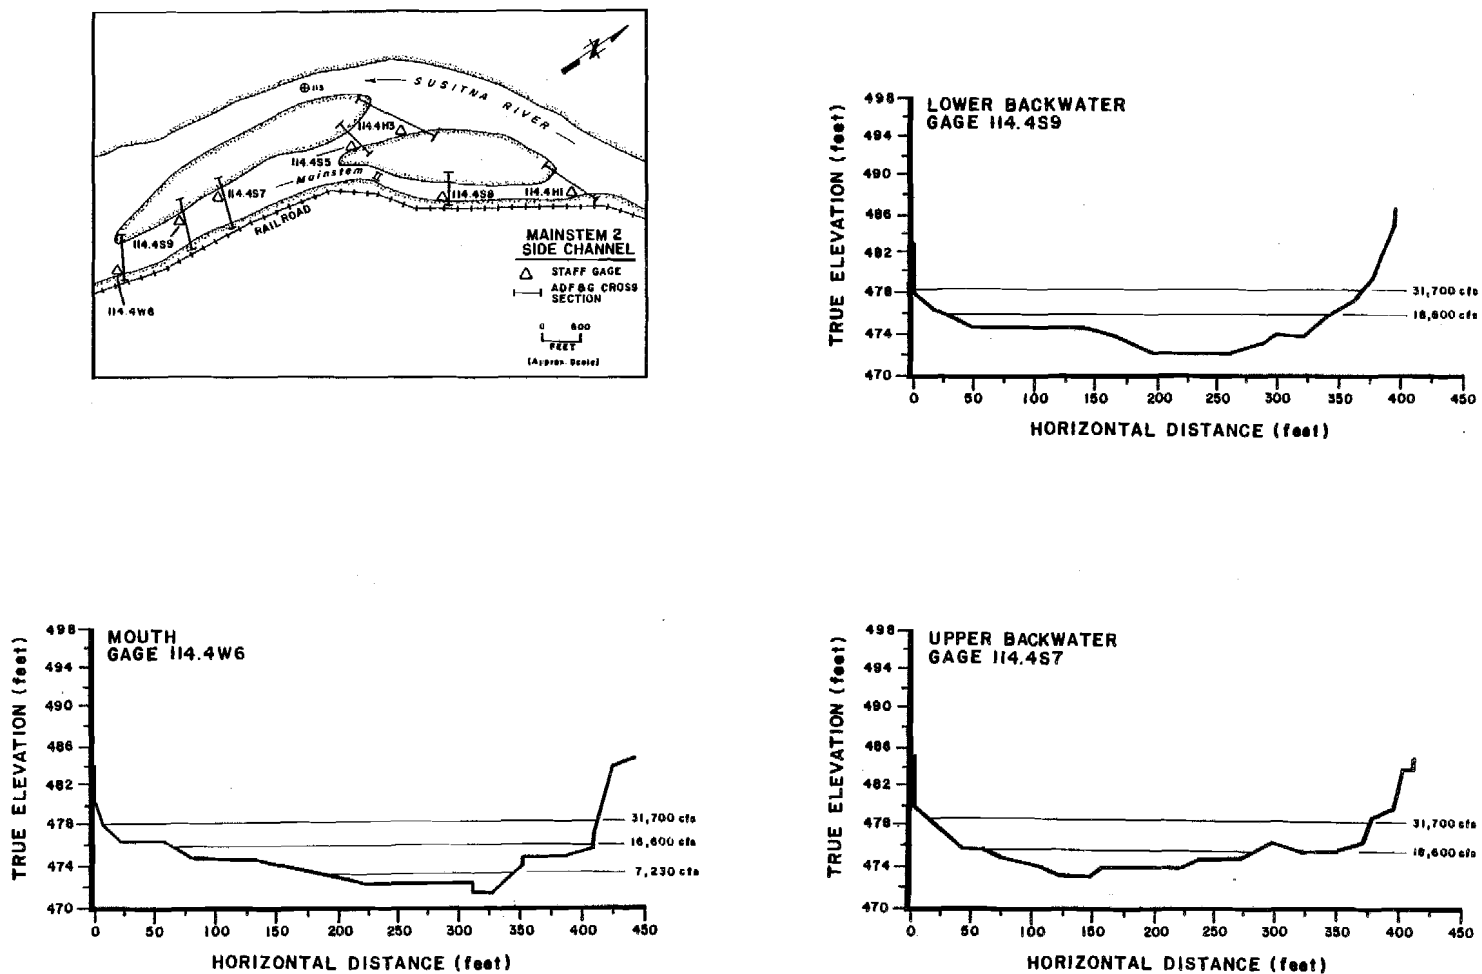 SUSITNA RIVER
115
114.4H3
114.4S5
Mainstem II
114.4S7
114.4S8
114.4H1
RAILROAD
114.4S9
114.4W6
MAINSTEM 2
SIDE CHANNEL
STAFF GAGE
ADF&G CROSS
SECTION
0 600
FEET
(Approx. Scale)
LOWER BACKWATER
GAGE 114.4S9
TRUE ELEVATION (feet)
498
494
490
486
482
478
474
470
31,700 cfs
16,600 cfs
0 50 100 150 200 250 300 350 400 450
HORIZONTAL DISTANCE (feet)
MOUTH
GAGE 114.4W6
TRUE ELEVATION (feet)
498
494
490
486
482
478
474
470
31,700 cfs
16,600 cfs
7,230 cfs
0 50 100 150 200 250 300 350 400 450
HORIZONTAL DISTANCE (feet)
UPPER BACKWATER
GAGE 114.4S7
TRUE ELEVATION (feet)
498
494
490
486
482
478
474
470
31,700 cfs
16,600 cfs
0 50 100 150 200 250 300 350 400 450
HORIZONTAL DISTANCE (feet)